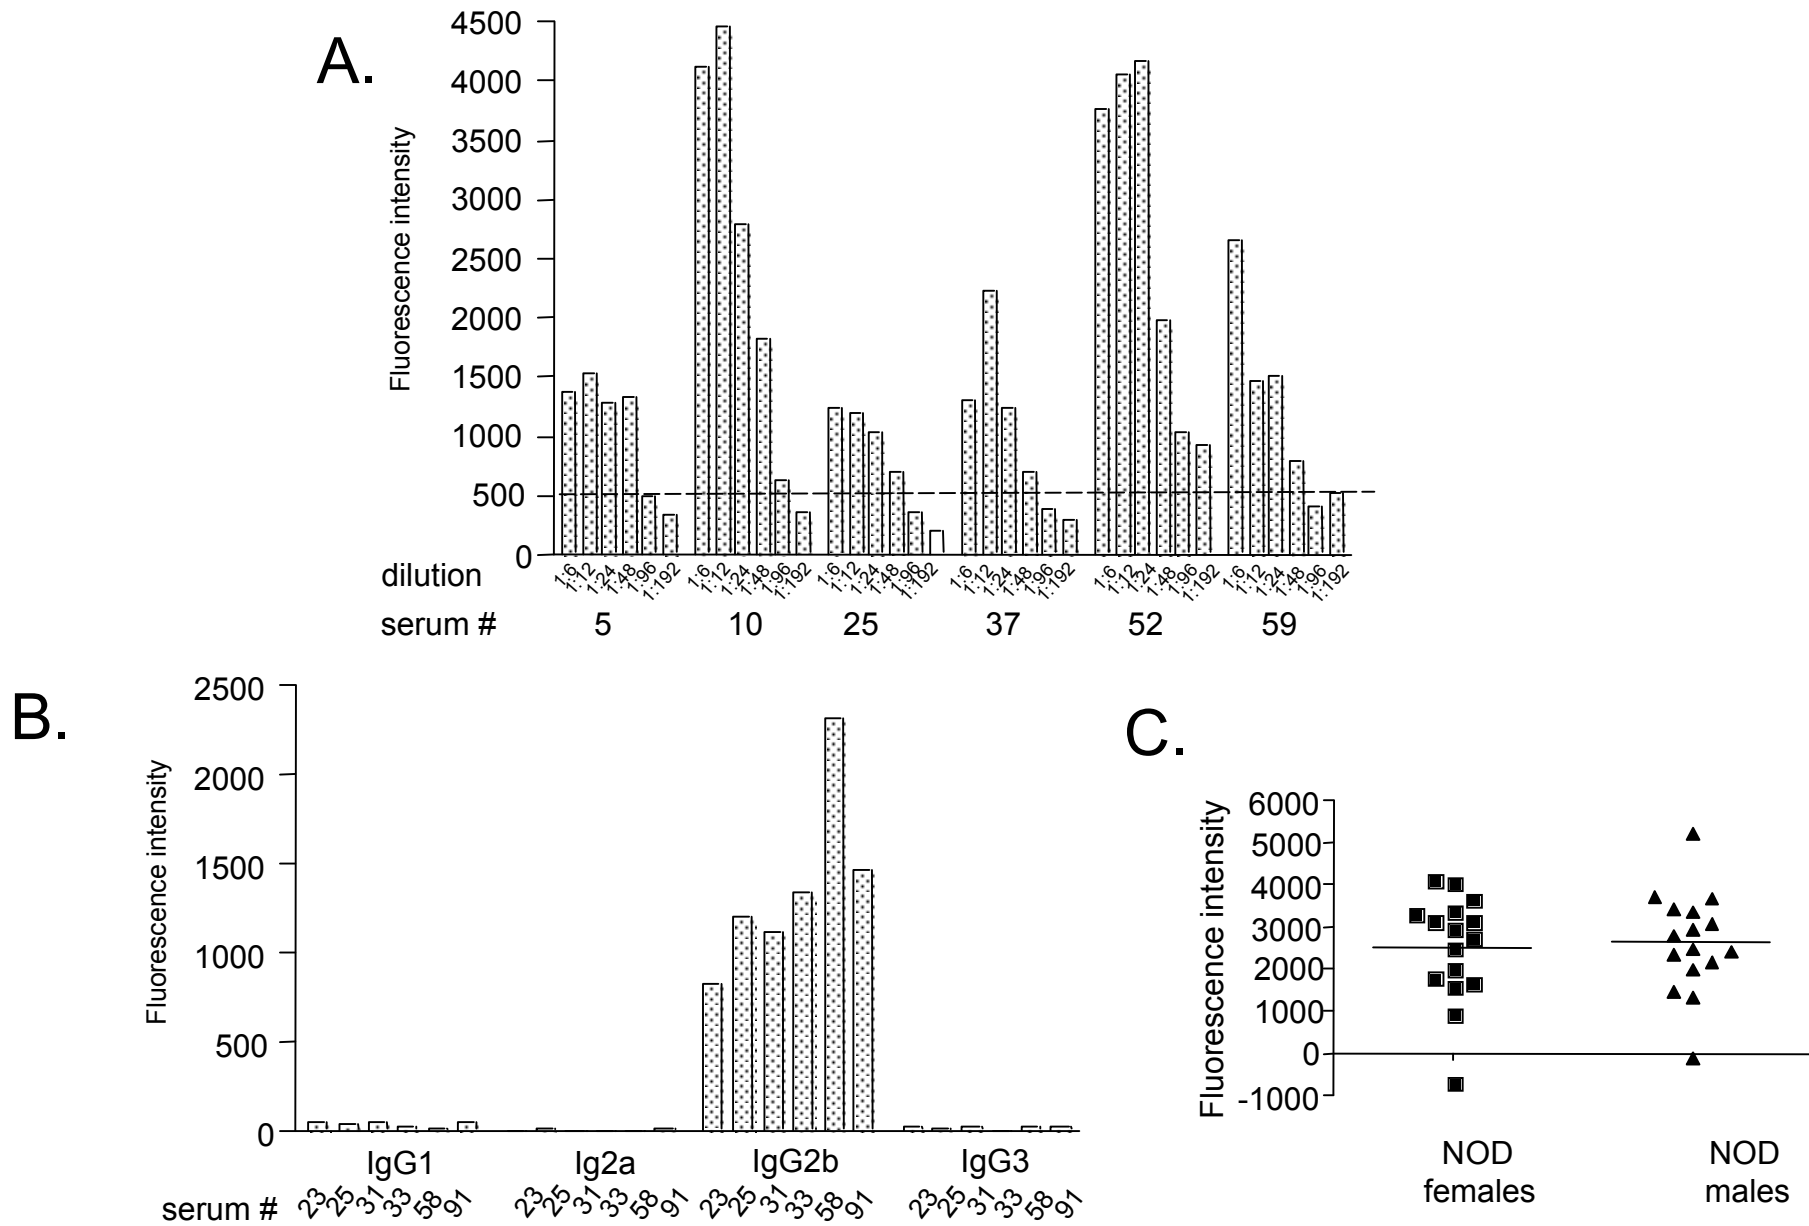 A.
Fluorescence intensity
4500
4000
3500
3000
2500
2000
1500
1000
500
0
dilution
1:6 1:12 1:24 1:48 1:96 1:192 1:6 1:12 1:24 1:48 1:96 1:192 1:6 1:12 1:24 1:48 1:96 1:192 1:6 1:12 1:24 1:48 1:96 1:192 1:6 1:12 1:24 1:48 1:96 1:192 1:6 1:12 1:24 1:48 1:96 1:192
serum # 5 10 25 37 52 59
B.
Fluorescence intensity
2500
2000
1500
1000
500
0
IgG1 Ig2a IgG2b IgG3
serum # 23 25 31 33 58 91 23 25 31 33 58 91 23 25 31 33 58 91 23 25 31 33 58 91
C.
Fluorescence intensity
6000
5000
4000
3000
2000
1000
0
-1000
NOD females
NOD males